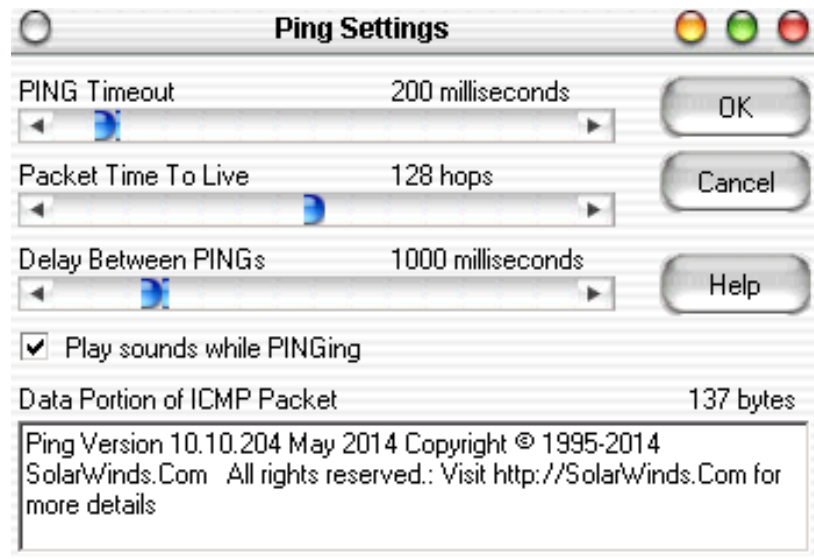 Ping Settings
PING Timeout 200 milliseconds
OK
Packet Time To Live 128 hops
Cancel
Delay Between PINGs 1000 milliseconds
Help
Play sounds while PINGing
Data Portion of ICMP Packet 137 bytes
Ping Version 10.10.204 May 2014 Copyright © 1995-2014
SolarWinds.Com   All rights reserved.: Visit http://SolarWinds.Com for
more details